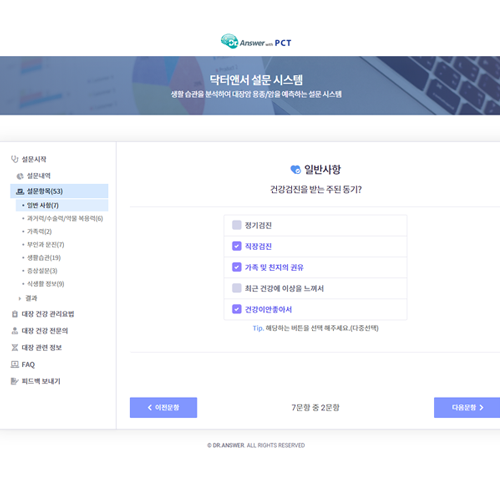 Dr. Answer with PCT
닥터앤서 설문 시스템
생활 습관을 분석하여 대장암 용종/암을 예측하는 설문 시스템
설문시작
설문내역
설문항목(53)
일반 사항(7)
과거력/수술력/약물 복용력(6)
가족력(2)
부인과 문진(7)
생활습관(19)
증상설문(3)
식생활 정보(9)
결과
대장 건강 관리요법
대장 건강 전문의
대장 관련 정보
FAQ
피드백 보내기
일반사항
건강검진을 받는 주된 동기?
정기검진
직장검진
가족 및 친지의 권유
최근 건강에 이상을 느껴서
건강이안좋아서
Tip. 해당하는 버튼을 선택 해주세요.(다중선택)
이전문항
7문항 중 2문항
다음문항
© DR.ANSWER. ALL RIGHTS RESERVED